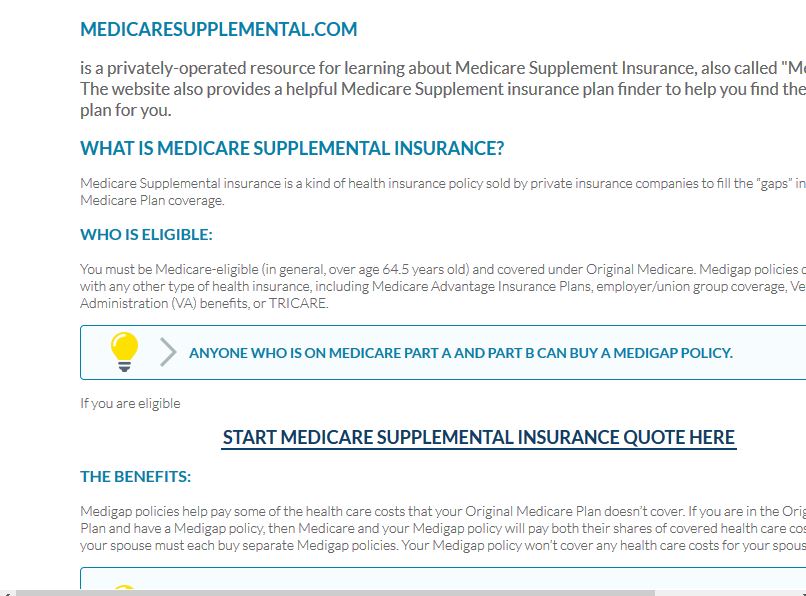 MEDICARESUPPLEMENTAL.COM
is a privately-operated resource for learning about Medicare Supplement Insurance, also called "Me
The website also provides a helpful Medicare Supplement insurance plan finder to help you find the
plan for you.
WHAT IS MEDICARE SUPPLEMENTAL INSURANCE?
Medicare Supplemental insurance is a kind of health insurance policy sold by private insurance companies to fill the “gaps” in
Medicare Plan coverage.
WHO IS ELIGIBLE:
You must be Medicare-eligible (in general, over age 64.5 years old) and covered under Original Medicare. Medigap policies
with any other type of health insurance, including Medicare Advantage Insurance Plans, employer/union group coverage, Ve
Administration (VA) benefits, or TRICARE.
ANYONE WHO IS ON MEDICARE PART A AND PART B CAN BUY A MEDIGAP POLICY.
If you are eligible
START MEDICARE SUPPLEMENTAL INSURANCE QUOTE HERE
THE BENEFITS:
Medigap policies help pay some of the health care costs that your Original Medicare Plan doesn’t cover. If you are in the Orig
Plan and have a Medigap policy, then Medicare and your Medigap policy will pay both their shares of covered health care cos
your spouse must each buy separate Medigap policies. Your Medigap policy won’t cover any health care costs for your spous